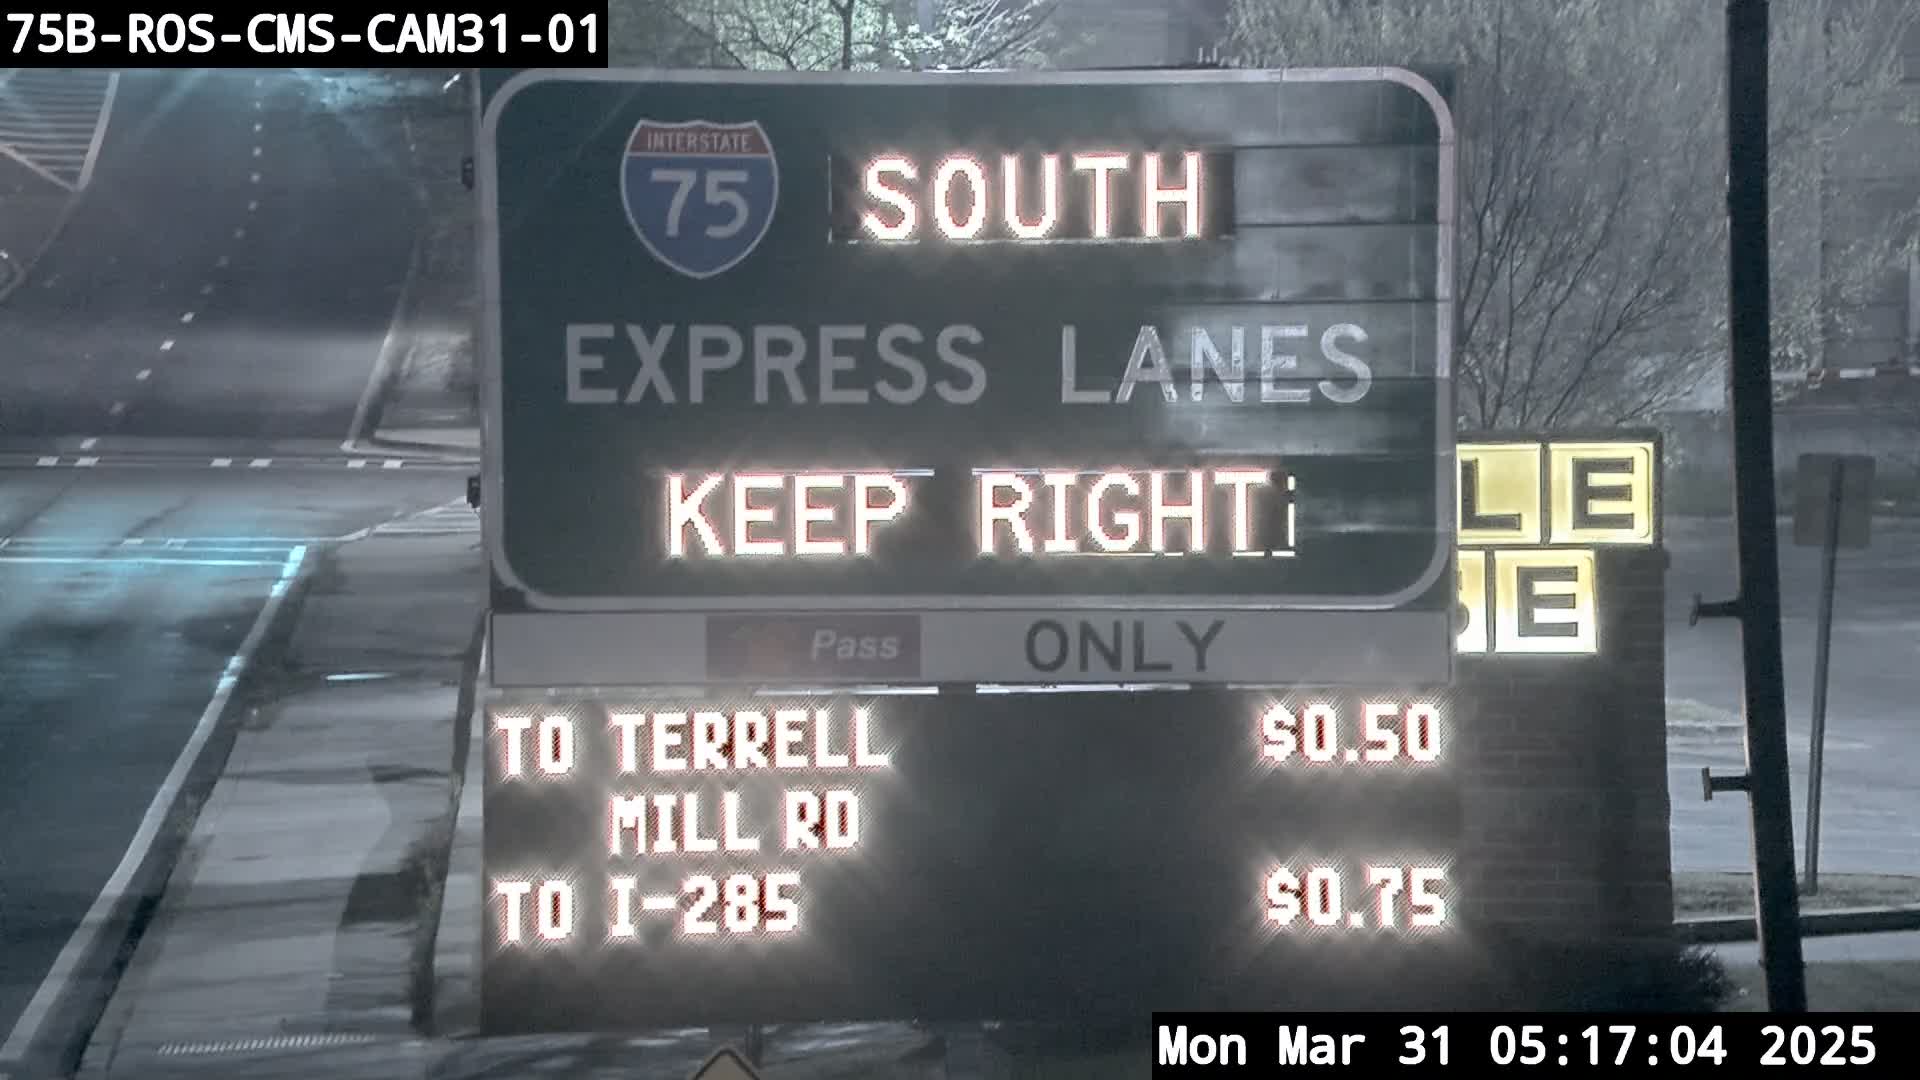 75B-ROS-CMS-CAM31-01
INTERSTATE
75
SOUTH
EXPRESS LANES
KEEP RIGHT
Pass ONLY
TO TERRELL $0.50
MILL RD
TO I-285 $0.75
LE
E
Mon Mar 31 05:17:04 2025